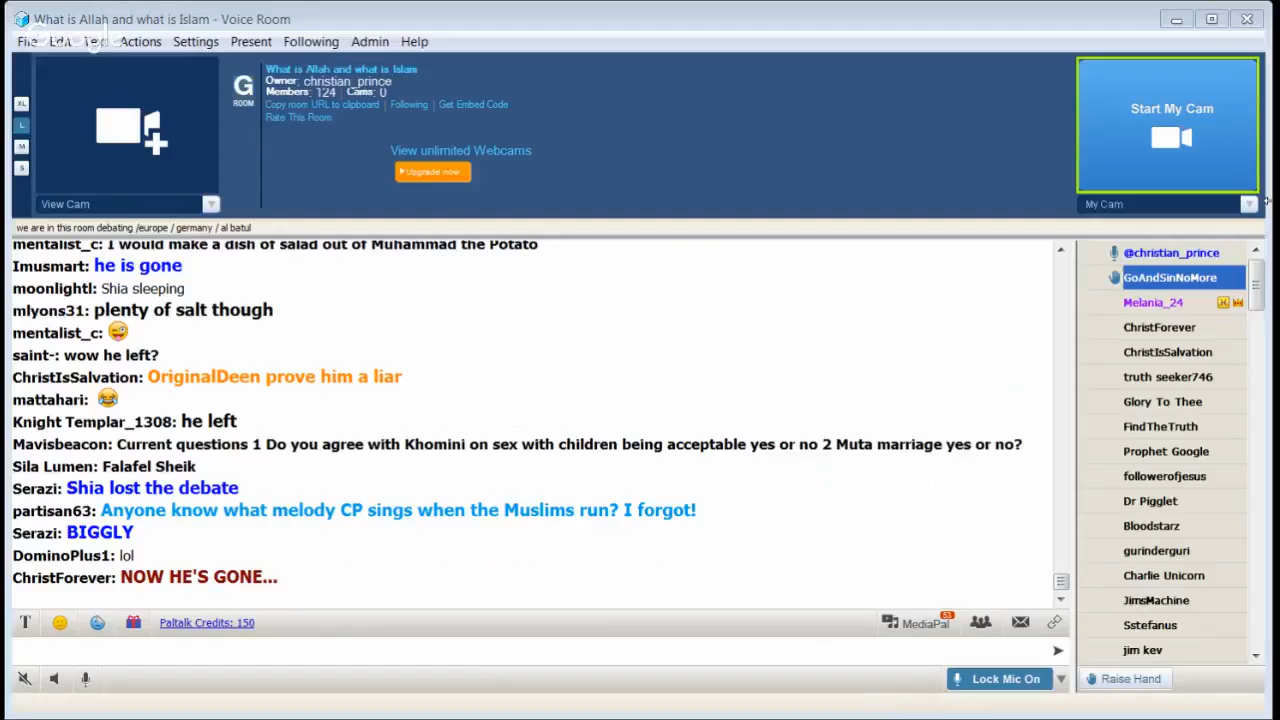 What is Allah and what is Islam - Voice Room
Google
File Edit Text Actions Settings Present Following Admin Help
What is Allah and what is Islam
Owner: christian_prince
Members: 124 Cams: 0
Copy room URL to clipboard | Following | Get Embed Code
Rate This Room
G
ROOM
View unlimited Webcams
Upgrade now
XL
L
M
S
View Cam
Start My Cam
My Cam
we are in this room debating /europe / germany / al batul
mentalist_c: I would make a dish of salad out of Muhammad the Potato
Imusmart: he is gone
moonlightl: Shia sleeping
mlyons31: plenty of salt though
mentalist_c:
saint-: wow he left?
ChristIsSalvation: OriginalDeen prove him a liar
mattahari:
Knight Templar_1308: he left
Mavisbeacon: Current questions 1 Do you agree with Khomini on sex with children being acceptable yes or no 2 Muta marriage yes or no?
Sila Lumen: Falafel Sheik
Serazi: Shia lost the debate
partisan63: Anyone know what melody CP sings when the Muslims run? I forgot!
Serazi: BIGGLY
DominoPlus1: lol
ChristForever: NOW HE'S GONE...
@christian_prince
GoAndSinNoMore
Melania_24
ChristForever
ChristIsSalvation
truth seeker746
Glory To Thee
FindTheTruth
Prophet Google
followerofjesus
Dr Pigglet
Bloodstarz
gurinderguri
Charlie Unicorn
JimsMachine
Sstefanus
jim kev
T
Paltalk Credits: 150
MediaPal
53
Lock Mic On
Raise Hand